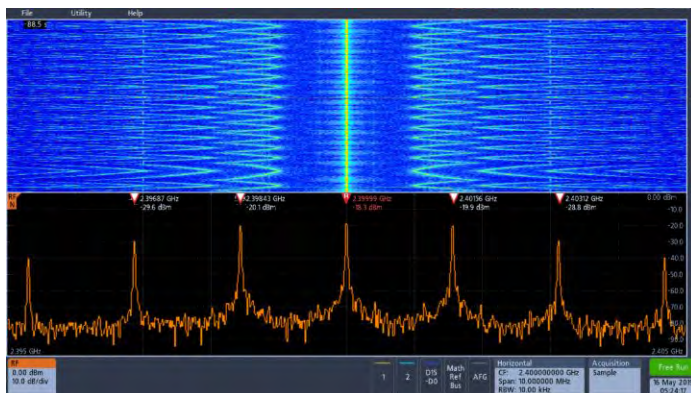 File Utility Help
-88.5 s
2.39687 GHz
-29.6 dBm
2.39843 GHz
-20.1 dBm
2.39999 GHz
-18.3 dBm
2.40156 GHz
-19.9 dBm
2.40312 GHz
-28.8 dBm
0.00 dBm
-10.0
-20.0
-30.0
-40.0
-50.0
-60.0
-70.0
-80.0
-90.0
2.395 GHz
2.405 GHz
RF
0.00 dBm
10.0 dB/div
1
2
D15
-D0
Math
Ref
Bus
AFG
Horizontal
CF: 2.400000000 GHz
Span: 10.000000 MHz
RBW: 10.00 kHz
Acquisition
Sample
Free Run
16 May 20
05:24:17